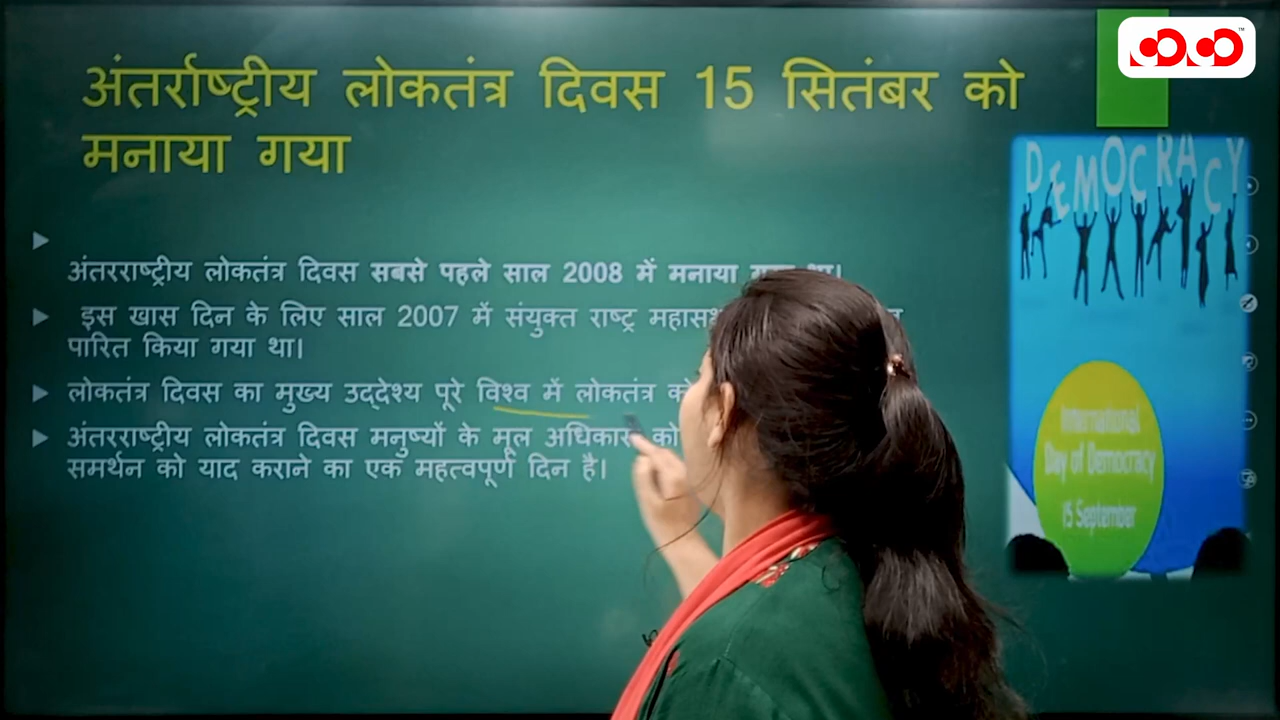 अंतर्राष्ट्रीय लोकतंत्र दिवस 15 सितंबर को
मनाया गया
अंतरराष्ट्रीय लोकतंत्र दिवस सबसे पहले साल 2008 में मनाया था।
इस खास दिन के लिए साल 2007 में संयुक्त राष्ट्र
पारित किया गया था।
लोकतंत्र दिवस का मुख्य उद्देश्य पूरे विश्व में लोकतंत्र
अंतरराष्ट्रीय लोकतंत्र दिवस मनुष्यों के मूल अधिकार को
समर्थन को याद कराने का एक महत्वपूर्ण दिन है।
DEMOCRACY
International
Day of Democracy
15 September